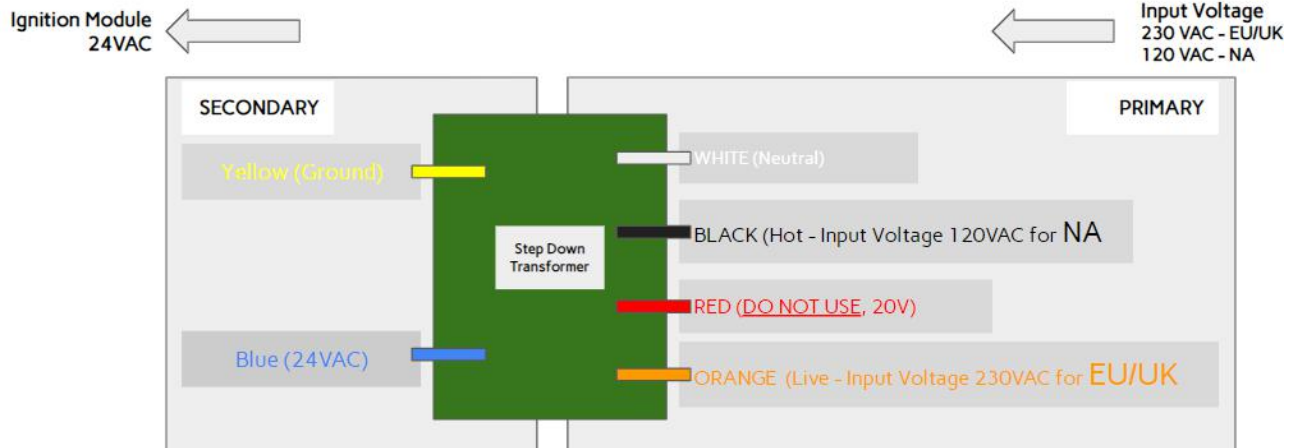 Ignition Module
24VAC
Input Voltage
230 VAC - EU/UK
120 VAC - NA
SECONDARY
PRIMARY
Yellow (Ground)
WHITE (Neutral)
BLACK (Hot - Input Voltage 120VAC for NA
Step Down
Transformer
RED (DO NOT USE, 20V)
Blue (24VAC)
ORANGE (Live - Input Voltage 230VAC for EU/UK